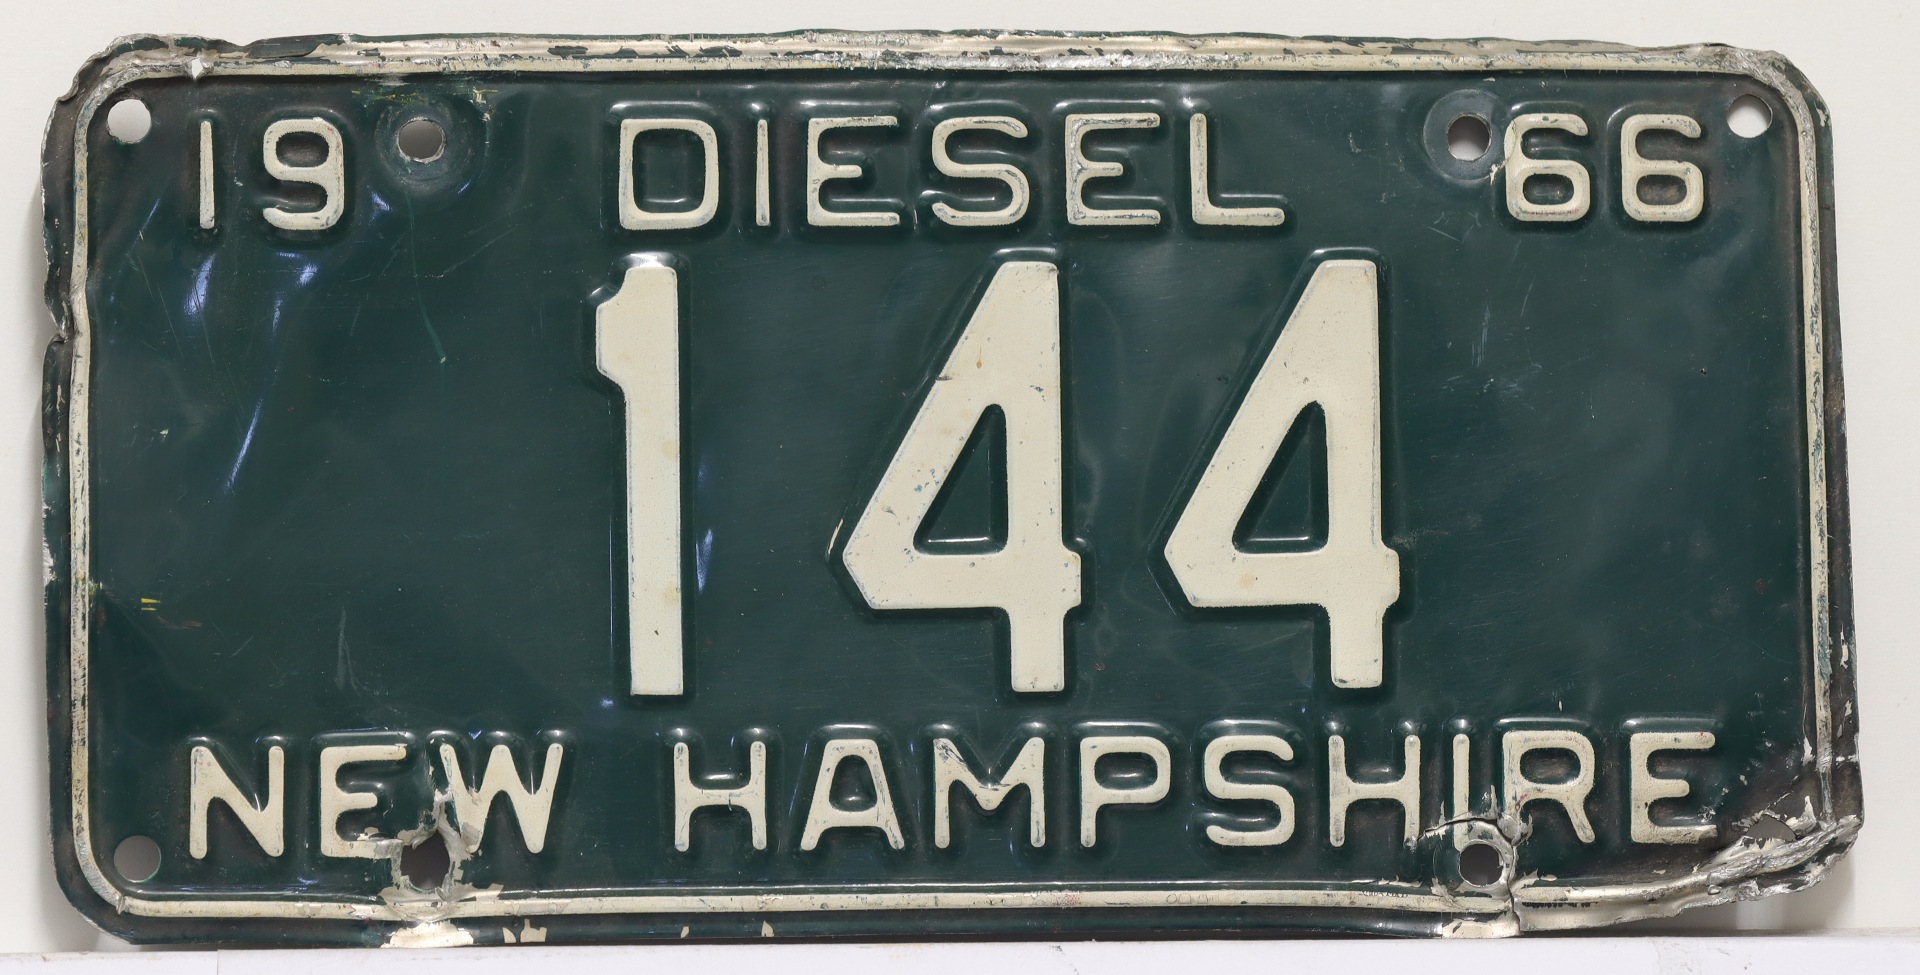 19 DIESEL 66
144
NEW HAMPSHIRE